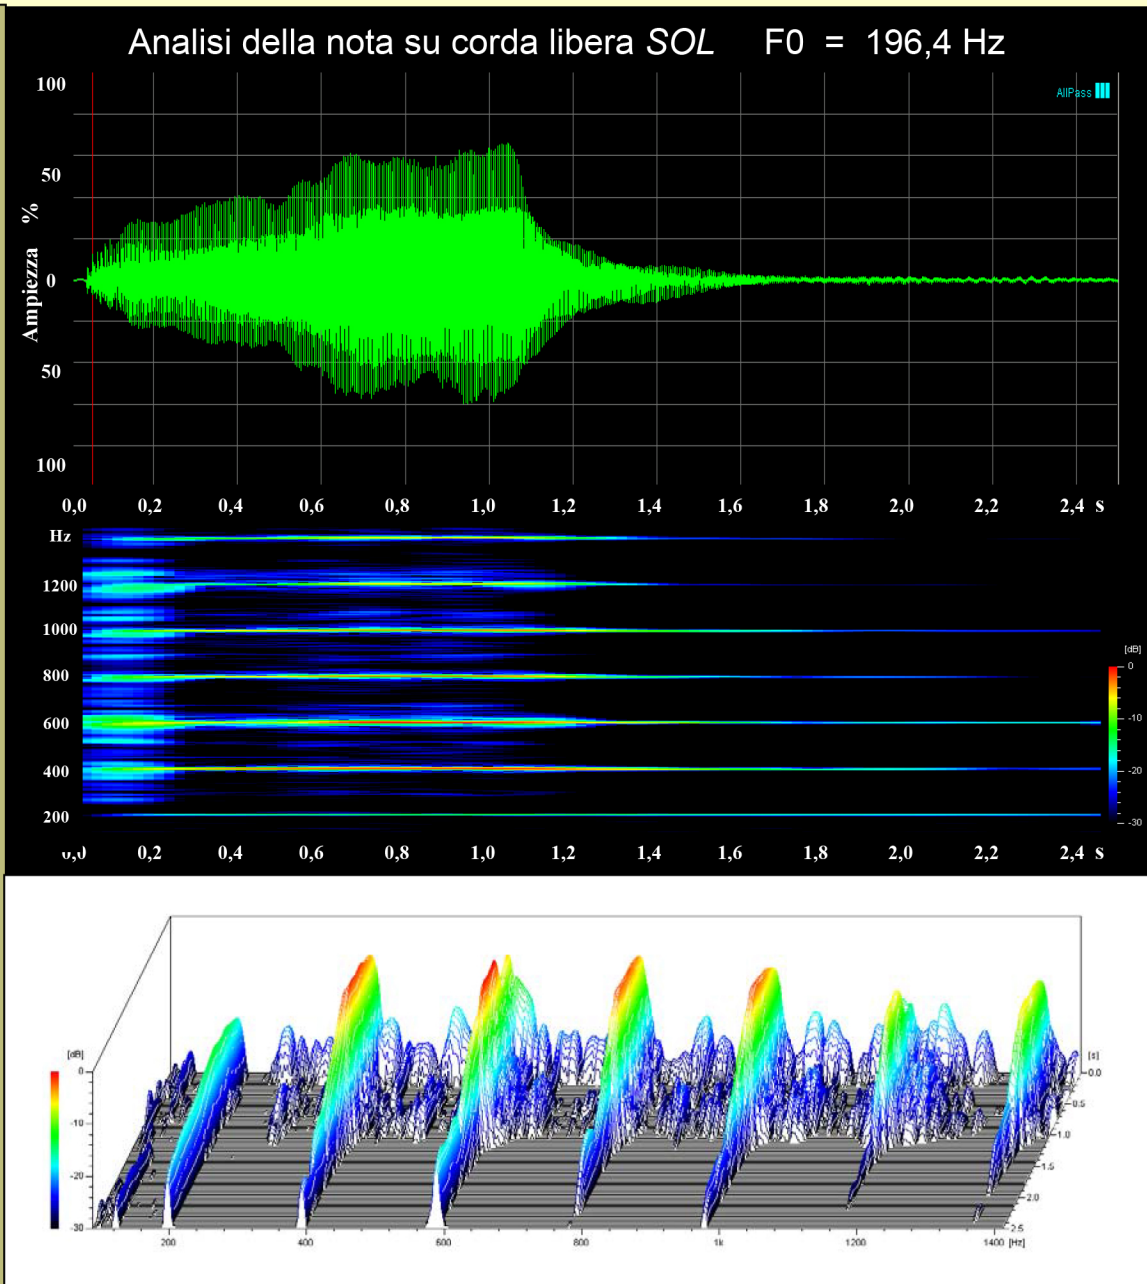 Analisi della nota su corda libera SOL F0 = 196,4 Hz
AllPass
100
50
0
50
100
Ampiezza %
0,0 0,2 0,4 0,6 0,8 1,0 1,2 1,4 1,6 1,8 2,0 2,2 2,4 s
Hz
1200
1000
800
600
400
200
[dB]
0
-10
-20
-30
0,0 0,2 0,4 0,6 0,8 1,0 1,2 1,4 1,6 1,8 2,0 2,2 2,4 s
[dB]
0
-10
-20
-30
[s]
0.0
0.5
1.0
1.5
2.0
2.5
200 400 600 800 1k 1200 1400 [Hz]